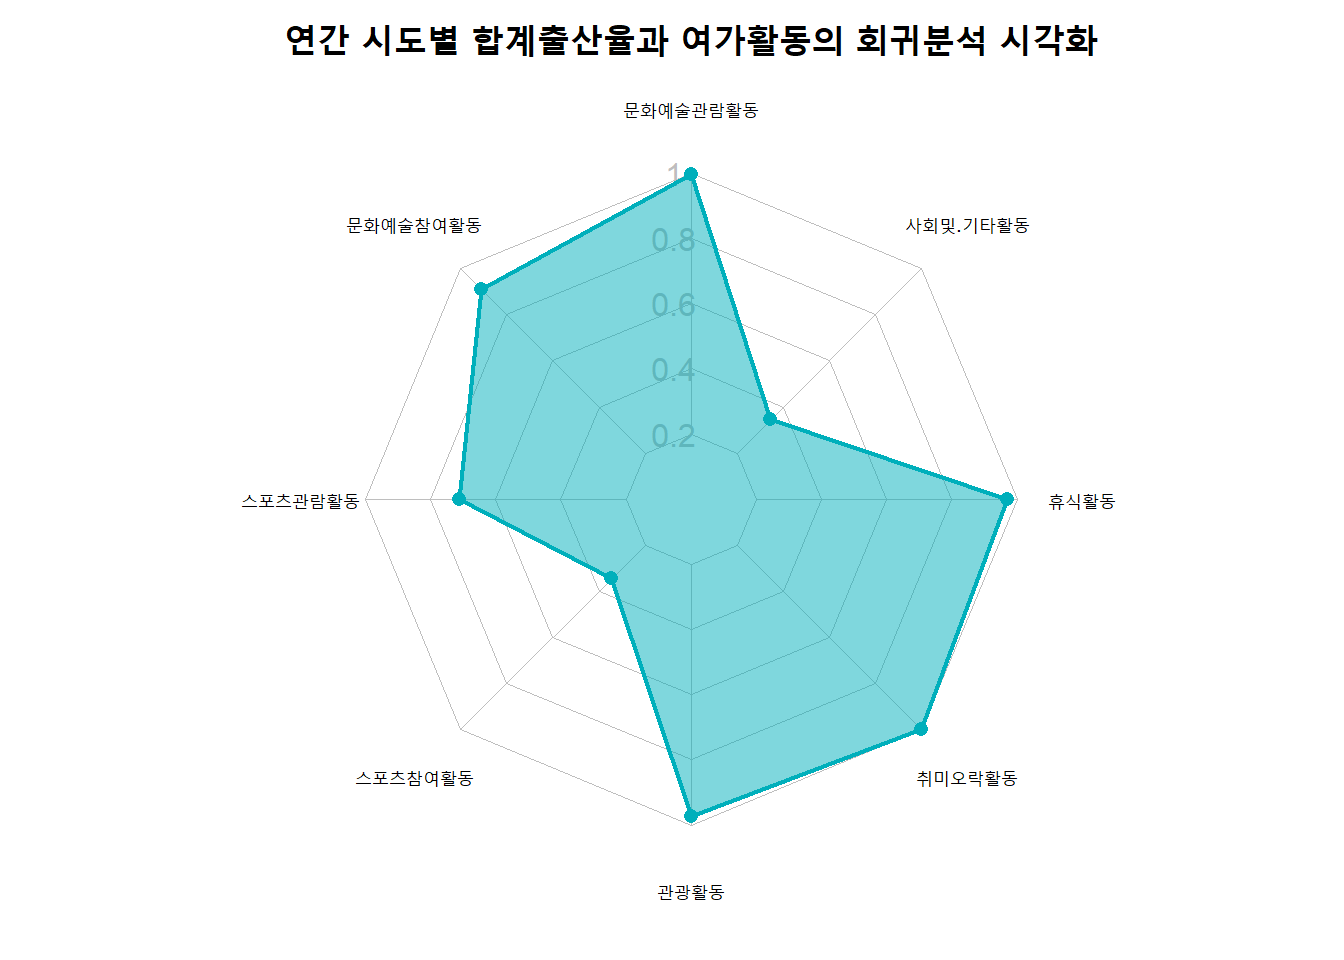 연간 시도별 합계출산율과 여가활동의 회귀분석 시각화
문화예술관람활동
1
문화예술참여활동
사회및.기타활동
0.8
0.6
0.4
0.2
스포츠관람활동
휴식활동
스포츠참여활동
취미오락활동
관광활동